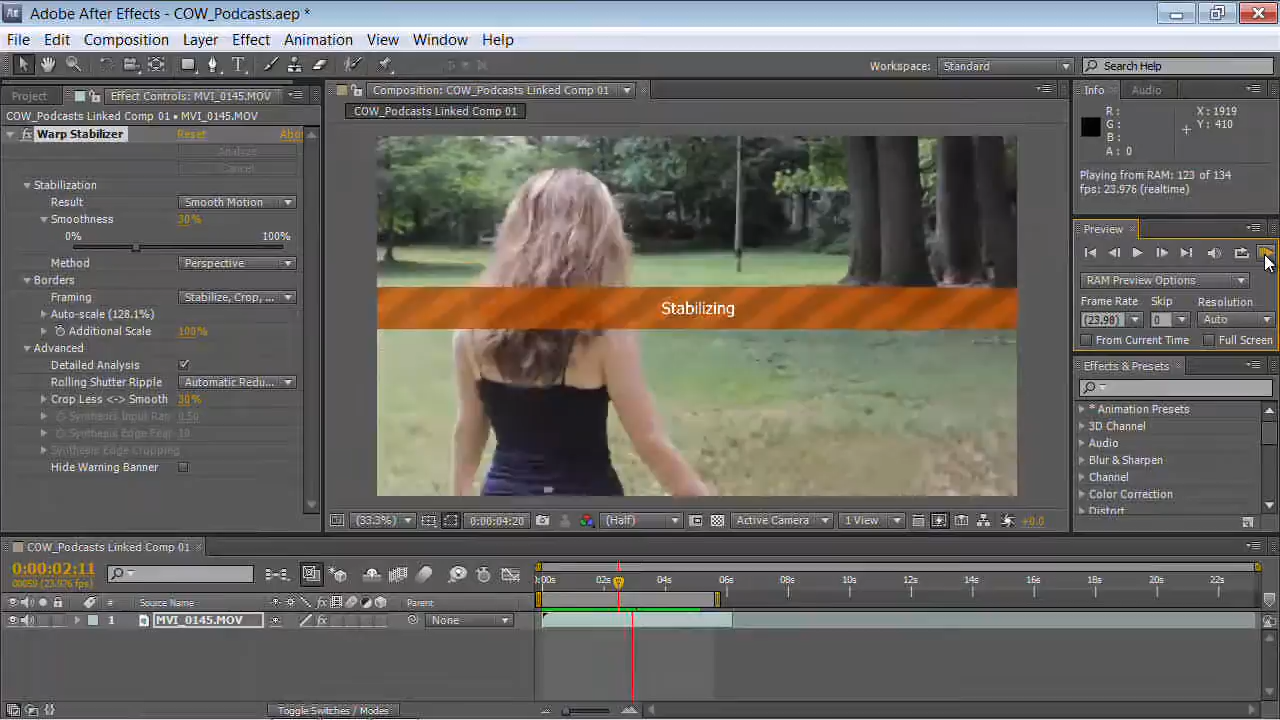 Adobe After Effects - COW_Podcasts.aep *
File Edit Composition Layer Effect Animation View Window Help
Workspace: Standard Search Help
Project Effect Controls: MVI_0145.MOV
COW_Podcasts Linked Comp 01 • MVI_0145.MOV
Warp Stabilizer Reset Abo
Analyze
Cancel
Stabilization
Result Smooth Motion
Smoothness 30%
0% 100%
Method Perspective
Borders
Framing Stabilize, Crop, ...
Auto-scale (128.1%)
Additional Scale 100%
Advanced
Detailed Analysis
Rolling Shutter Ripple Automatic Redu...
Crop Less <-> Smooth 30%
Synthesis Input Ran 0.50
Synthesis Edge Fea 10
Synthesis Edge Cropping
Hide Warning Banner
Composition: COW_Podcasts Linked Comp 01
COW_Podcasts Linked Comp 01
Stabilizing
(33.3%) 0:00:04:20 (Half) Active Camera 1 View +0.0
Info Audio
R : X : 1919
G : Y : 410
B :
A : 0
Playing from RAM: 123 of 134
fps: 23.976 (realtime)
Preview
RAM Preview Options
Frame Rate Skip Resolution
(23.98) 0 Auto
From Current Time Full Screen
Effects & Presets
* Animation Presets
3D Channel
Audio
Blur & Sharpen
Channel
Color Correction
Distort
COW_Podcasts Linked Comp 01
0:00:02:11
00059 (23.976 fps)
0:00s 02s 04s 06s 08s 10s 12s 14s 16s 18s 20s 22s
# Source Name Parent
1 MVI_0145.MOV None
Toggle Switches / Modes